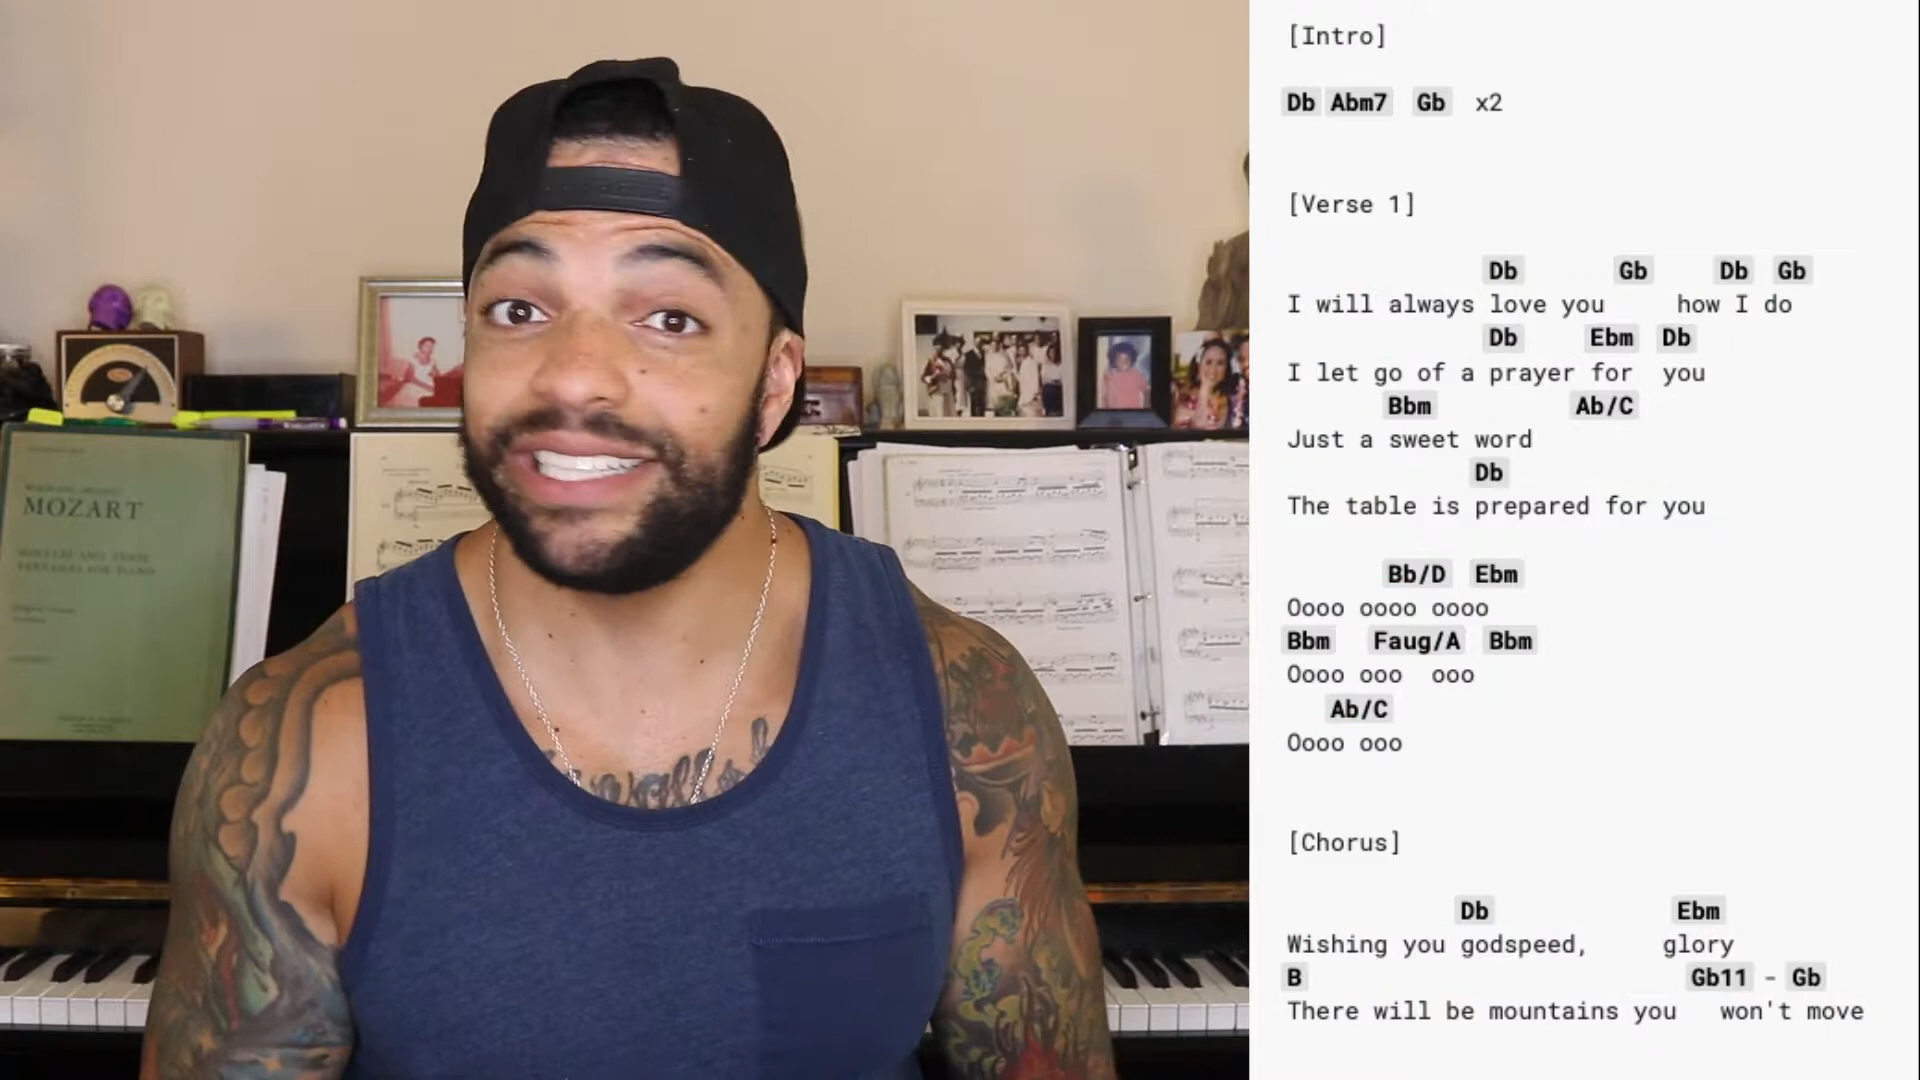 [Intro]
Db Abm7 Gb x2
[Verse 1]
Db Gb Db Gb
I will always love you how I do
Db Ebm Db
I let go of a prayer for you
Bbm Ab/C
Just a sweet word
Db
The table is prepared for you
Bb/D Ebm
Oooo oooo oooo
Bbm Faug/A Bbm
Oooo ooo ooo
Ab/C
Oooo ooo
[Chorus]
Db Ebm
Wishing you godspeed, glory
B Gb11 - Gb
There will be mountains you won't move
MOZART